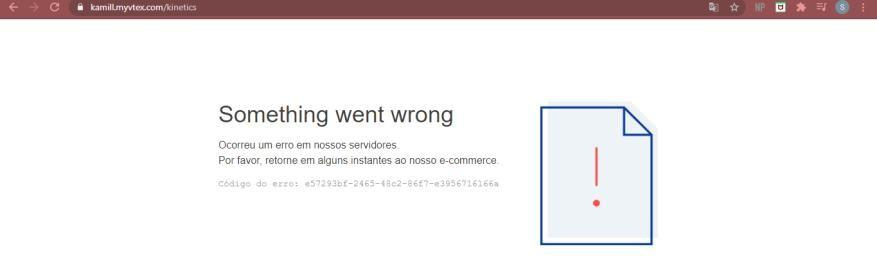 kamill.myvtex.com/kinetics
NP
S
Something went wrong
Ocorreu um erro em nossos servidores.
Por favor, retorne em alguns instantes ao nosso e-commerce.
Código do erro: e57293bf-2465-48c2-86f7-e3956716166a